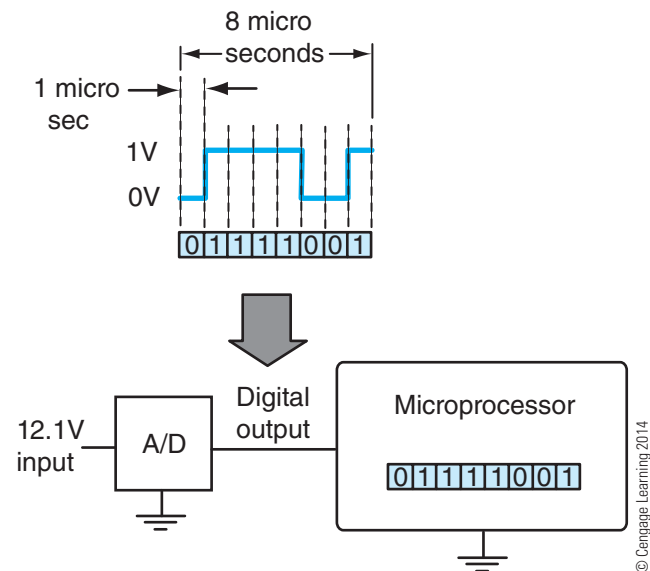 8 micro
seconds
1 micro
sec
1V
0V
0 1 1 1 1 0 0 1
12.1V
input
A/D
Digital
output
Microprocessor
0 1 1 1 1 0 0 1
© Cengage Learning 2014